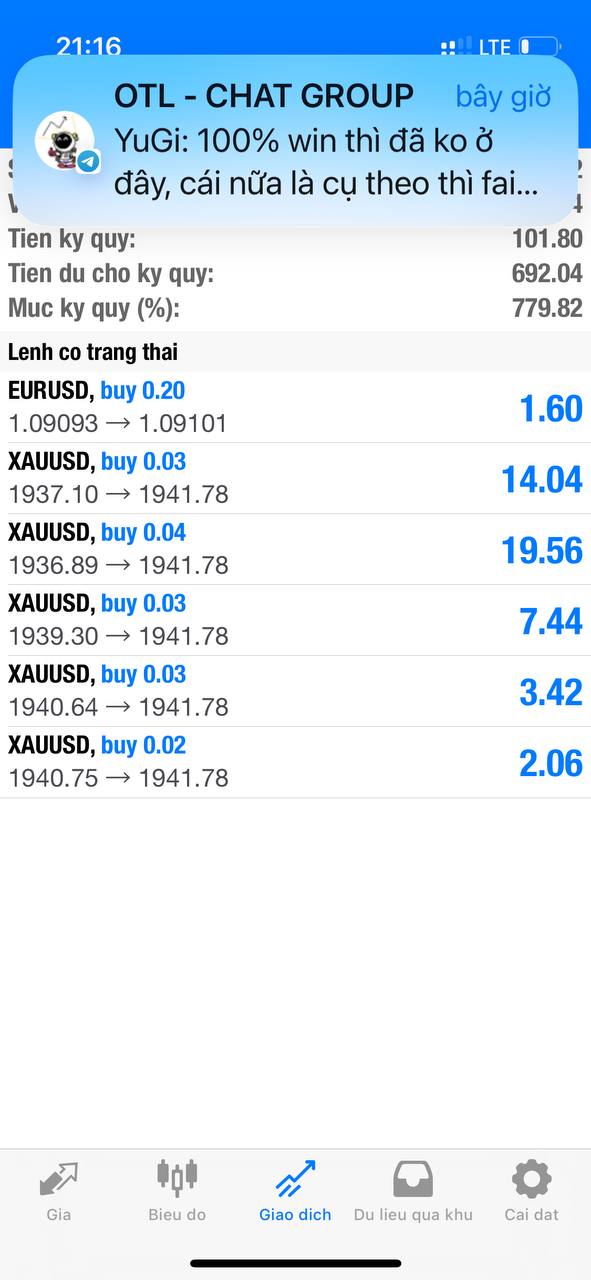 21:16
LTE
OTL - CHAT GROUP
bây giờ
YuGi: 100% win thì đã ko ở
đây, cái nữa là cụ theo thì fai...
Tien ky quy:
101.80
Tien du cho ky quy:
692.04
Muc ky quy (%):
779.82
Lenh co trang thai
EURUSD, buy 0.20
1.09093 → 1.09101
1.60
XAUUSD, buy 0.03
1937.10 → 1941.78
14.04
XAUUSD, buy 0.04
1936.89 → 1941.78
19.56
XAUUSD, buy 0.03
1939.30 → 1941.78
7.44
XAUUSD, buy 0.03
1940.64 → 1941.78
3.42
XAUUSD, buy 0.02
1940.75 → 1941.78
2.06
Gia
Bieu do
Giao dich
Du lieu qua khu
Cai dat